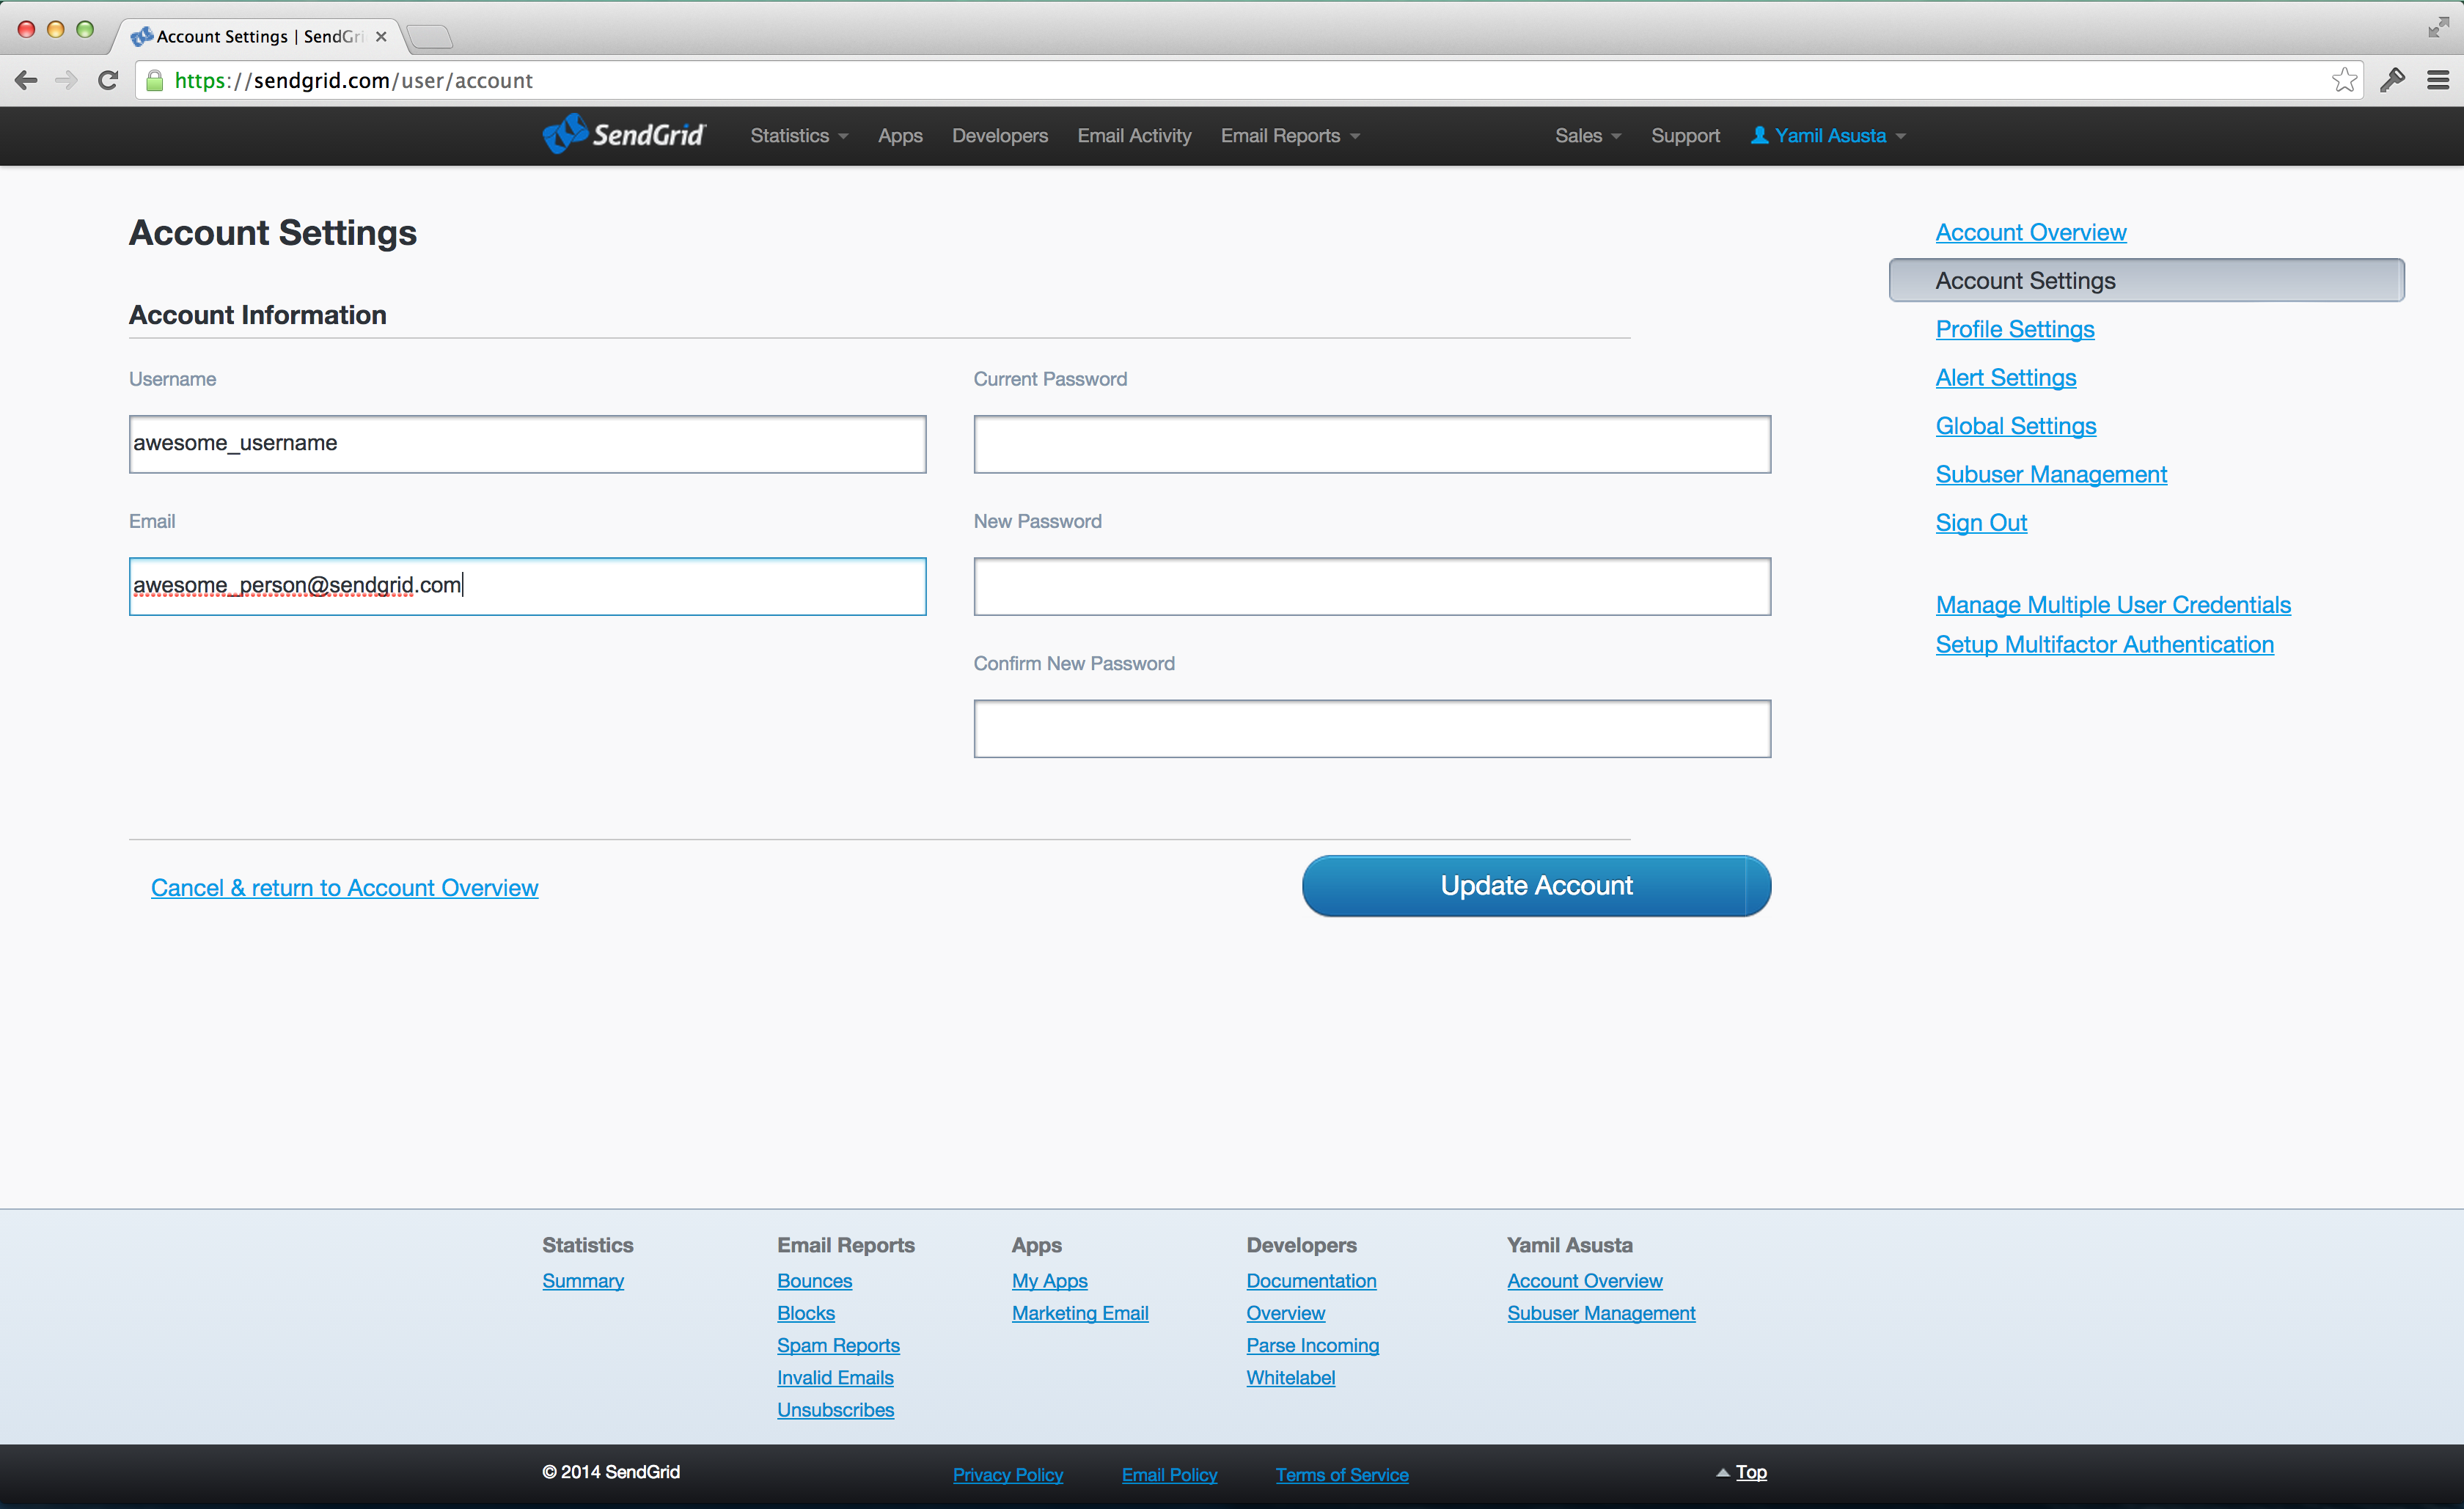 Account Settings | SendGri
https://sendgrid.com/user/account
SendGrid Statistics Apps Developers Email Activity Email Reports Sales Support Yamil Asusta
Account Settings
Account Information
Username
awesome_username
Email
awesome_person@sendgrid.com
Current Password
New Password
Confirm New Password
Cancel & return to Account Overview
Update Account
Account Overview
Account Settings
Profile Settings
Alert Settings
Global Settings
Subuser Management
Sign Out
Manage Multiple User Credentials
Setup Multifactor Authentication
Statistics
Summary
Email Reports
Bounces
Blocks
Spam Reports
Invalid Emails
Unsubscribes
Apps
My Apps
Marketing Email
Developers
Documentation
Overview
Parse Incoming
Whitelabel
Yamil Asusta
Account Overview
Subuser Management
© 2014 SendGrid Privacy Policy Email Policy Terms of Service Top